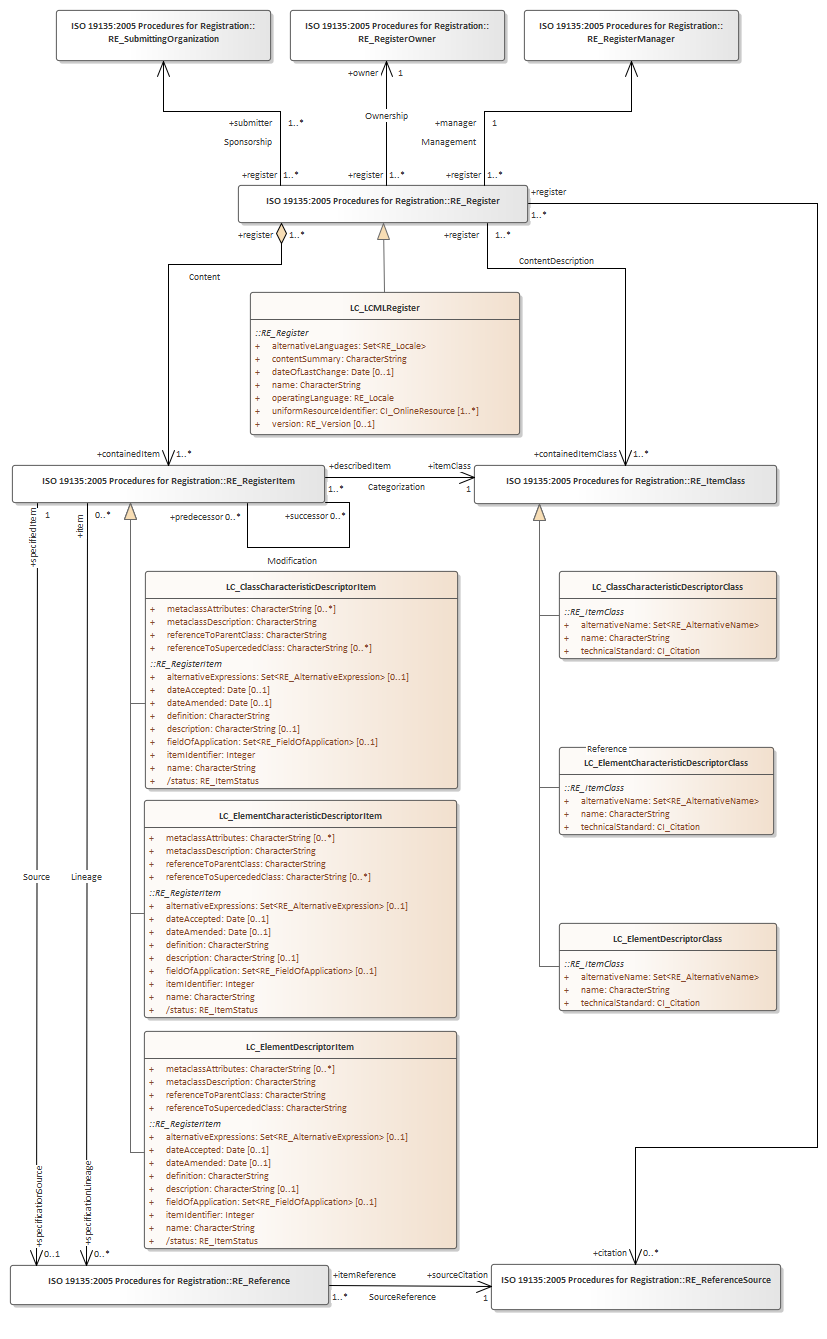 ISO 19135:2005 Procedures for Registration::
RE_SubmittingOrganization
ISO 19135:2005 Procedures for Registration::
RE_RegisterOwner
ISO 19135:2005 Procedures for Registration::
RE_RegisterManager
+owner
1
+submitter
1..*
Sponsorship
Ownership
+manager
1
Management
+register
1..*
+register
1..*
+register
1..*
ISO 19135:2005 Procedures for Registration::RE_Register
+register
1..*
+register
1..*
+register
1..*
Content
ContentDescription
LC_LCMLRegister
::RE_Register
+ alternativeLanguages: Set<RE_Locale>
+ contentSummary: CharacterString
+ dateOfLastChange: Date [0..1]
+ name: CharacterString
+ operatingLanguage: RE_Locale
+ uniformResourceIdentifier: CI_OnlineResource [1..*]
+ version: RE_Version [0..1]
+containedItem
1..*
+containedItemClass
1..*
ISO 19135:2005 Procedures for Registration::RE_RegisterItem
+describedItem
1..*
Categorization
+itemClass
1
ISO 19135:2005 Procedures for Registration::RE_ItemClass
+specifiedItem
1
+item
0..*
+predecessor 0..*
+successor 0..*
Modification
LC_ClassCharacteristicDescriptorItem
+ metaclassAttributes: CharacterString [0..*]
+ metaclassDescription: CharacterString
+ referenceToParentClass: CharacterString
+ referenceToSupercededClass: CharacterString [0..*]
::RE_RegisterItem
+ alternativeExpressions: Set<RE_AlternativeExpression> [0..1]
+ dateAccepted: Date [0..1]
+ dateAmended: Date [0..1]
+ definition: CharacterString
+ description: CharacterString [0..1]
+ fieldOfApplication: Set<RE_FieldOfApplication> [0..1]
+ itemIdentifier: Integer
+ name: CharacterString
+ /status: RE_ItemStatus
LC_ClassCharacteristicDescriptorClass
::RE_ItemClass
+ alternativeName: Set<RE_AlternativeName>
+ name: CharacterString
+ technicalStandard: CI_Citation
Reference
LC_ElementCharacteristicDescriptorClass
::RE_ItemClass
+ alternativeName: Set<RE_AlternativeName>
+ name: CharacterString
+ technicalStandard: CI_Citation
LC_ElementCharacteristicDescriptorItem
+ metaclassAttributes: CharacterString [0..*]
+ metaclassDescription: CharacterString
+ referenceToParentClass: CharacterString
+ referenceToSupercededClass: CharacterString [0..*]
::RE_RegisterItem
+ alternativeExpressions: Set<RE_AlternativeExpression> [0..1]
+ dateAccepted: Date [0..1]
+ dateAmended: Date [0..1]
+ definition: CharacterString
+ description: CharacterString [0..1]
+ fieldOfApplication: Set<RE_FieldOfApplication> [0..1]
+ itemIdentifier: Integer
+ name: CharacterString
+ /status: RE_ItemStatus
Source
Lineage
LC_ElementDescriptorClass
::RE_ItemClass
+ alternativeName: Set<RE_AlternativeName>
+ name: CharacterString
+ technicalStandard: CI_Citation
LC_ElementDescriptorItem
+ metaclassAttributes: CharacterString [0..*]
+ metaclassDescription: CharacterString
+ referenceToParentClass: CharacterString
+ referenceToSupercededClass: CharacterString
::RE_RegisterItem
+ alternativeExpressions: Set<RE_AlternativeExpression> [0..1]
+ dateAccepted: Date [0..1]
+ dateAmended: Date [0..1]
+ definition: CharacterString
+ description: CharacterString [0..1]
+ fieldOfApplication: Set<RE_FieldOfApplication> [0..1]
+ itemIdentifier: Integer
+ name: CharacterString
+ /status: RE_ItemStatus
+specificationSource
0..1
+specificationLineage
0..*
+citation
0..*
ISO 19135:2005 Procedures for Registration::RE_Reference
+itemReference
1..*
SourceReference
+sourceCitation
1
ISO 19135:2005 Procedures for Registration::RE_ReferenceSource